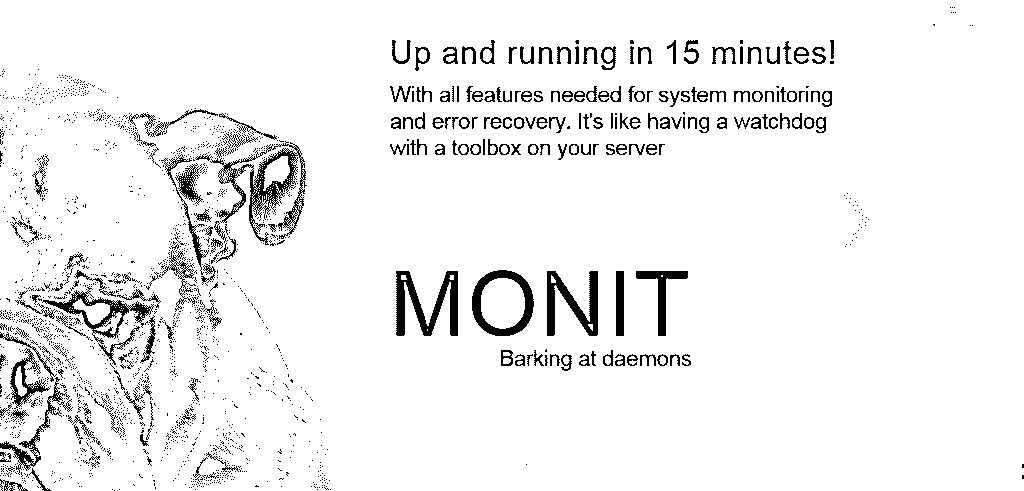 Up and running in 15 minutes!
With all features needed for system monitoring
and error recovery. It's like having a watchdog
with a toolbox on your server
MONIT
Barking at daemons